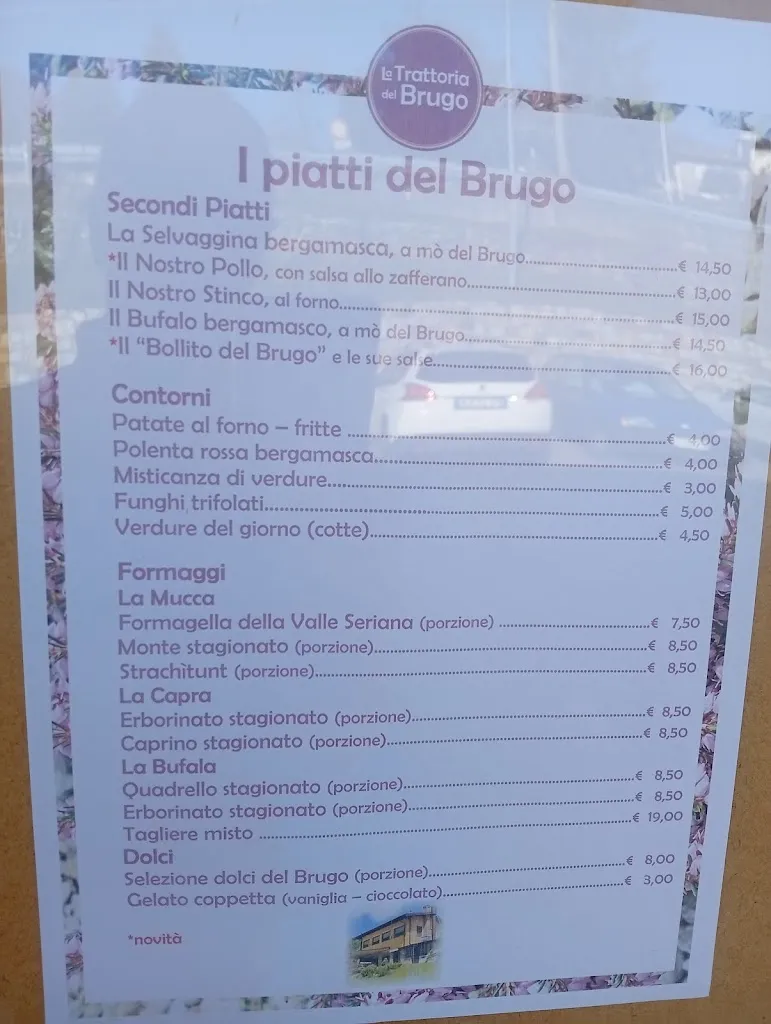 La Trattoria
del Brugo
I piatti del Brugo
Secondi Piatti
La Selvaggina bergamasca, a mò del Brugo...................................€ 14,50
*Il Nostro Pollo, con salsa allo zafferano...............................................€ 13,00
Il Nostro Stinco, al forno............................................................................€ 15,00
Il Bufalo bergamasco, a mò del Brugo..............................................€ 14,50
*Il "Bollito del Brugo" e le sue salse........................................................€ 16,00
Contorni
Patate al forno – fritte ...........................................................................€ 4,00
Polenta rossa bergamasca.....................................................................€ 4,00
Misticanza di verdure................................................................................€ 3,00
Funghi trifolati...............................................................................................€ 5,00
Verdure del giorno (cotte).......................................................................€ 4,50
Formaggi
La Mucca
Formagella della Valle Seriana (porzione) ....................................€ 7,50
Monte stagionato (porzione)..................................................................€ 8,50
Strachìtunt (porzione)................................................................................€ 8,50
La Capra
Erborinato stagionato (porzione)..........................................................€ 8,50
Caprino stagionato (porzione)................................................................€ 8,50
La Bufala
Quadrello stagionato (porzione)............................................................€ 8,50
Erborinato stagionato (porzione)...........................................................€ 8,50
Tagliere misto ..............................................................................................€ 19,00
Dolci
Selezione dolci del Brugo (porzione)..................................................€ 8,00
Gelato coppetta (vaniglia – cioccolato).............................................€ 3,00
*novità